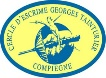 CERCLE D'ESCRIME GEORGES TAINTURIER
COMPIEGNE